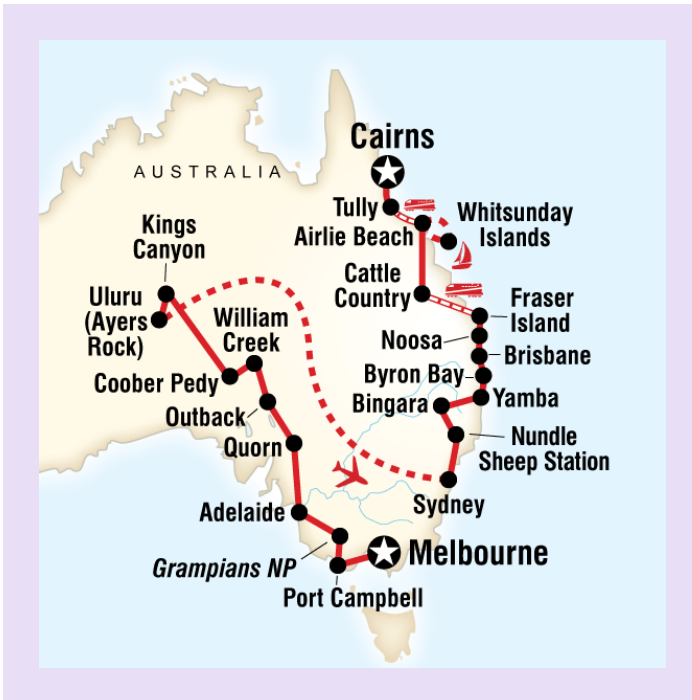 Cairns
AUSTRALIA
Tully
Whitsunday
Islands
Airlie Beach
Kings
Canyon
Cattle
Country
Uluru
(Ayers
Rock)
William
Creek
Fraser
Island
Noosa
Brisbane
Coober Pedy
Byron Bay
Outback
Bingara
Yamba
Quorn
Nundle
Sheep Station
Sydney
Adelaide
Grampians NP
Melbourne
Port Campbell